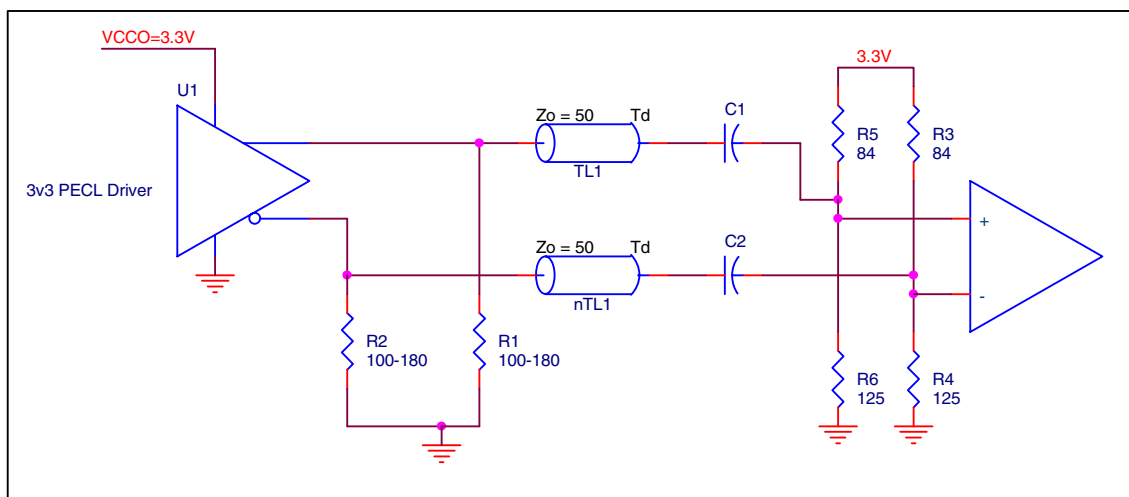 VCCO=3.3V
U1
3v3 PECL Driver
Zo = 50 Td
TL1
C1
3.3V
R5
84
R3
84
+
-
Zo = 50 Td
nTL1
C2
R2
100-180
R1
100-180
R6
125
R4
125